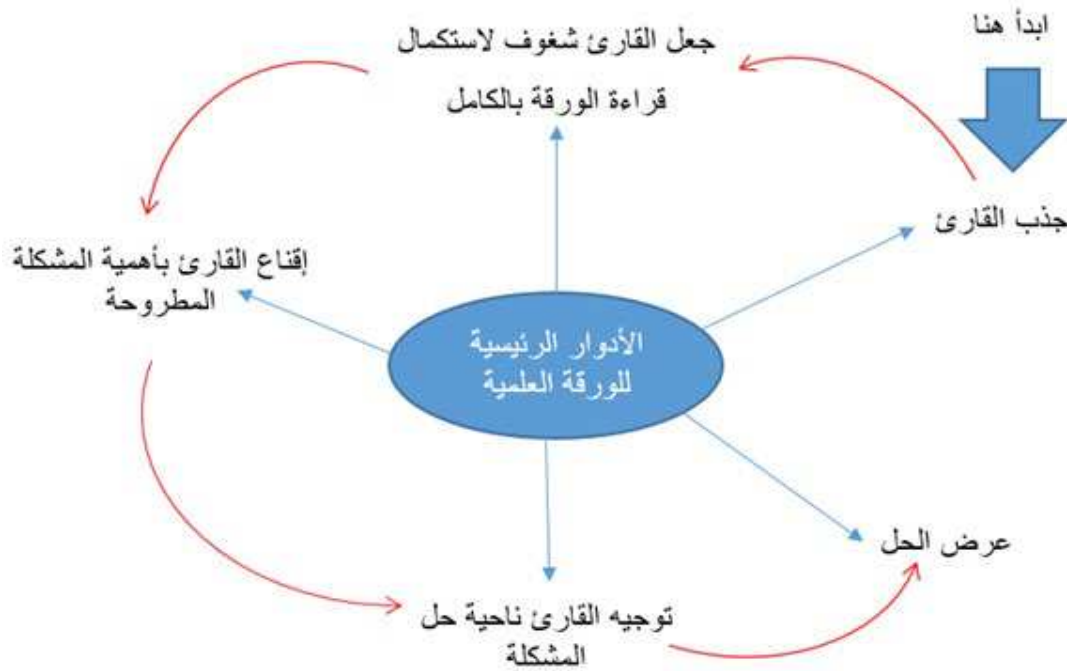 ابدأ هنا
جذب القارئ
جعل القارئ شغوف لاستكمال
قراءة الورقة بالكامل
إقناع القارئ بأهمية المشكلة
المطروحة
توجيه القارئ ناحية حل
المشكلة
عرض الحل
الأدوار الرئيسية
للورقة العلمية